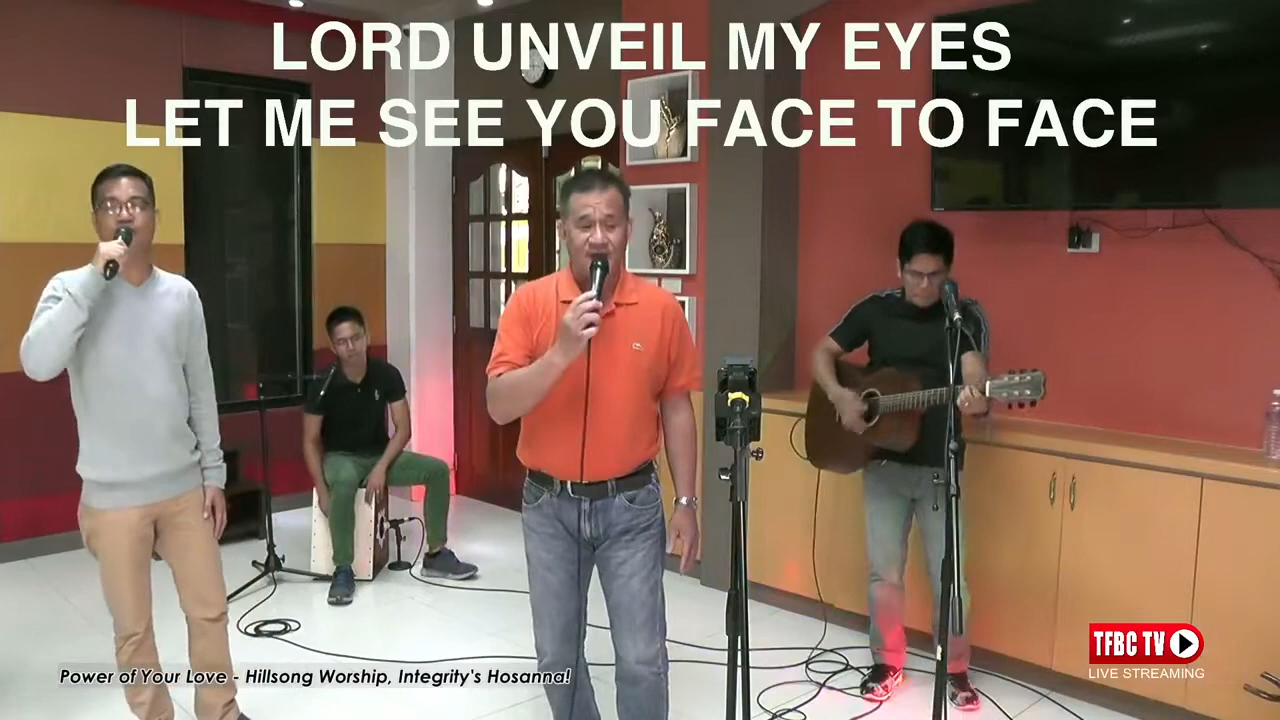 LORD UNVEIL MY EYES
LET ME SEE YOU FACE TO FACE
Power of Your Love - Hillsong Worship, Integrity's Hosanna!
TFBC TV
LIVE STREAMING